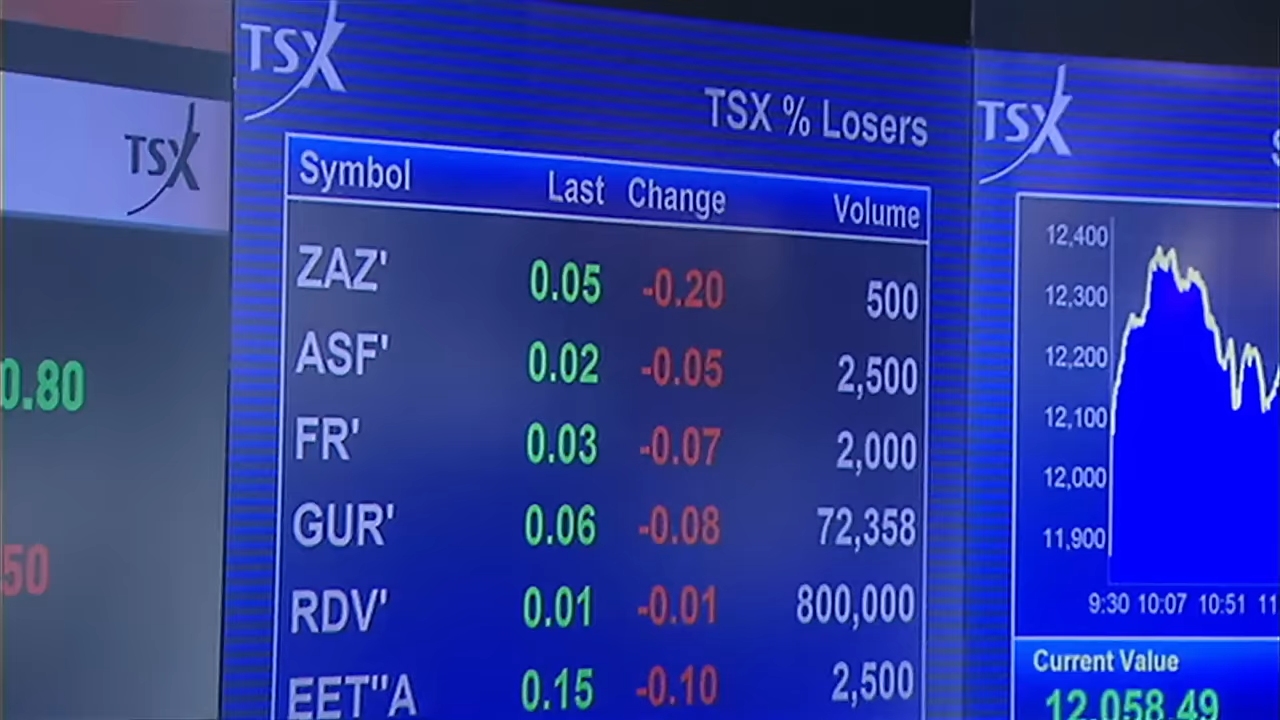 TSX
0.80
50
TSX
TSX % Losers
Symbol Last Change Volume
ZAZ' 0.05 -0.20 500
ASF' 0.02 -0.05 2,500
FR' 0.03 -0.07 2,000
GUR' 0.06 -0.08 72,358
RDV' 0.01 -0.01 800,000
EET"A 0.15 -0.10 2,500
TSX
12,400
12,300
12,200
12,100
12,000
11,900
9:30 10:07 10:51 11
Current Value
12,058.49